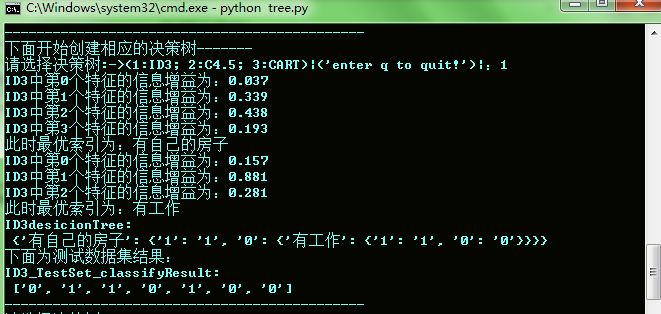 C:\Windows\system32\cmd.exe - python tree.py
---------------------------------------------
下面开始创建相应的决策树-------
请选择决策树:->(1:ID3; 2:C4.5; 3:CART)|('enter q to quit!')|: 1
ID3中第0个特征的信息增益为：0.037
ID3中第1个特征的信息增益为：0.339
ID3中第2个特征的信息增益为：0.438
ID3中第3个特征的信息增益为：0.193
此时最优索引为：有自己的房子
ID3中第0个特征的信息增益为：0.157
ID3中第1个特征的信息增益为：0.881
ID3中第2个特征的信息增益为：0.281
此时最优索引为：有工作
ID3desicionTree:
{'有自己的房子': {'1': '1', '0': {'有工作': {'1': '1', '0': '0'}}}}
下面为测试数据集结果：
ID3_TestSet_classifyResult:
['0', '1', '1', '0', '1', '0', '0']
---------------------------------------------